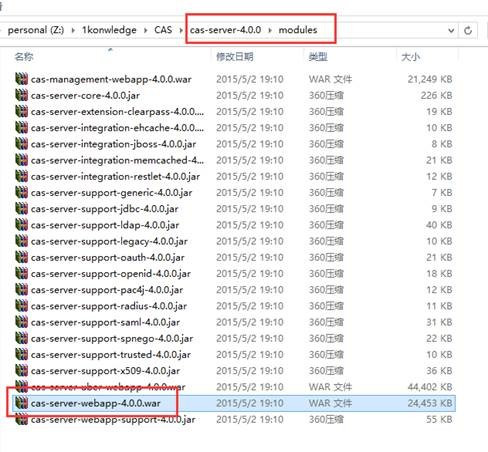 personal (Z:) › 1konwledge › CAS › cas-server-4.0.0 › modules
名称 修改日期 类型 大小
cas-management-webapp-4.0.0.war 2015/5/2 19:10 WAR 文件 21,249 KB
cas-server-core-4.0.0.jar 2015/5/2 19:10 360压缩 226 KB
cas-server-extension-clearpass-4.0.0.... 2015/5/2 19:10 360压缩 19 KB
cas-server-integration-ehcache-4.0.0.... 2015/5/2 19:10 360压缩 10 KB
cas-server-integration-jboss-4.0.0.jar 2015/5/2 19:10 360压缩 8 KB
cas-server-integration-memcached-4.0.... 2015/5/2 19:10 360压缩 21 KB
cas-server-integration-restlet-4.0.0.jar 2015/5/2 19:10 360压缩 12 KB
cas-server-support-generic-4.0.0.jar 2015/5/2 19:10 360压缩 7 KB
cas-server-support-jdbc-4.0.0.jar 2015/5/2 19:10 360压缩 9 KB
cas-server-support-ldap-4.0.0.jar 2015/5/2 19:10 360压缩 40 KB
cas-server-support-legacy-4.0.0.jar 2015/5/2 19:10 360压缩 10 KB
cas-server-support-oauth-4.0.0.jar 2015/5/2 19:10 360压缩 21 KB
cas-server-support-openid-4.0.0.jar 2015/5/2 19:10 360压缩 18 KB
cas-server-support-pac4j-4.0.0.jar 2015/5/2 19:10 360压缩 12 KB
cas-server-support-radius-4.0.0.jar 2015/5/2 19:10 360压缩 11 KB
cas-server-support-saml-4.0.0.jar 2015/5/2 19:10 360压缩 31 KB
cas-server-support-spnego-4.0.0.jar 2015/5/2 19:10 360压缩 22 KB
cas-server-support-trusted-4.0.0.jar 2015/5/2 19:10 360压缩 10 KB
cas-server-support-x509-4.0.0.jar 2015/5/2 19:10 360压缩 36 KB
cas-server-uber-webapp-4.0.0.war 2015/5/2 19:10 WAR 文件 44,402 KB
cas-server-webapp-4.0.0.war 2015/5/2 19:10 WAR 文件 24,453 KB
cas-server-webapp-support-4.0.0.jar 2015/5/2 19:10 360压缩 55 KB